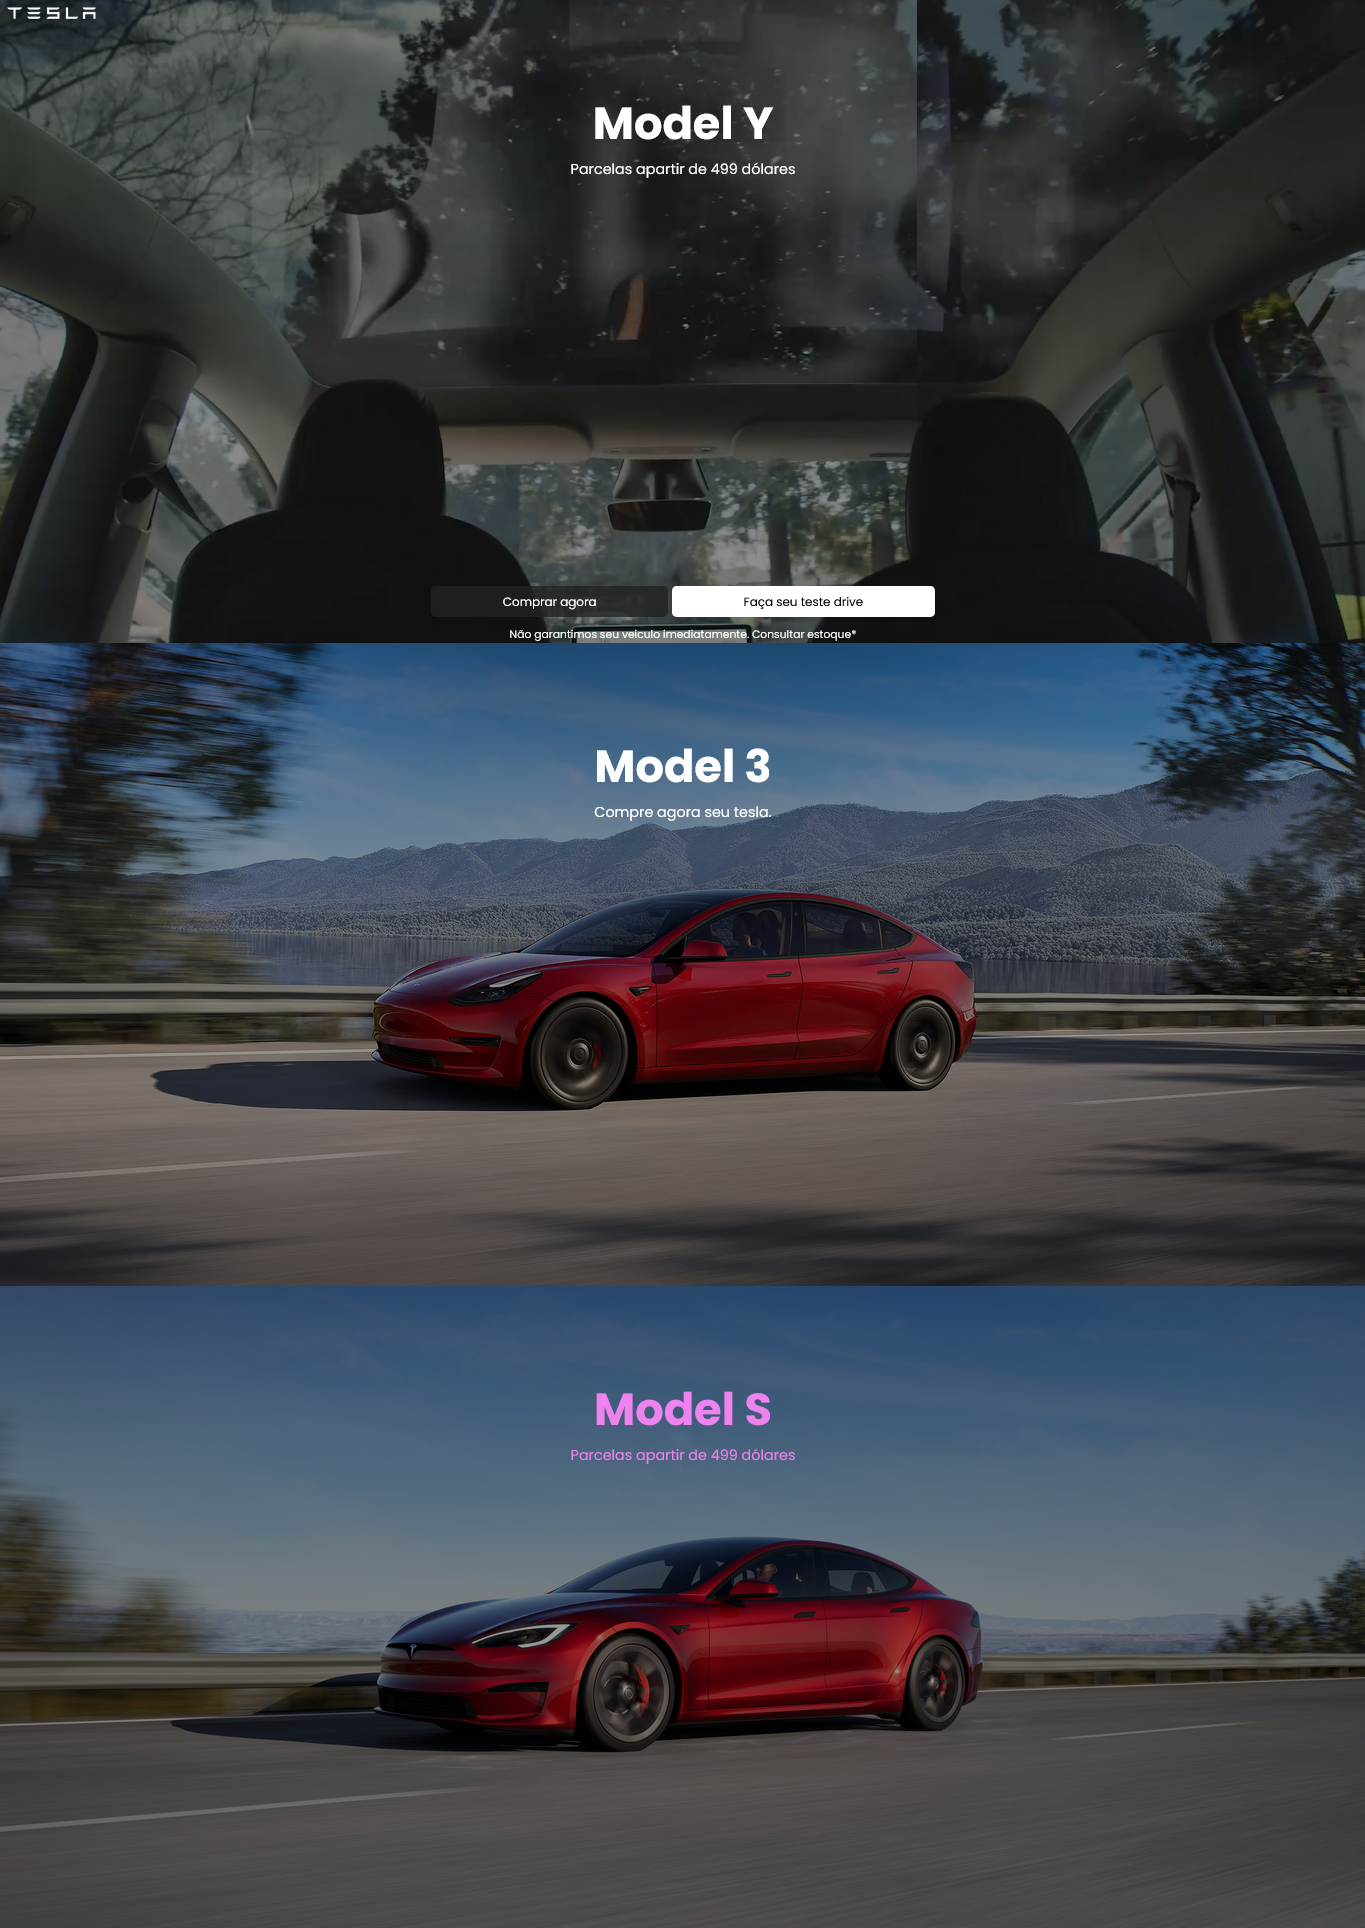 TESLA
Model Y
Parcelas apartir de 499 dólares
Comprar agora
Faça seu teste drive
Não garantimos seu veiculo imediatamente. Consultar estoque*
Model 3
Compre agora seu tesla.
Model S
Parcelas apartir de 499 dólares